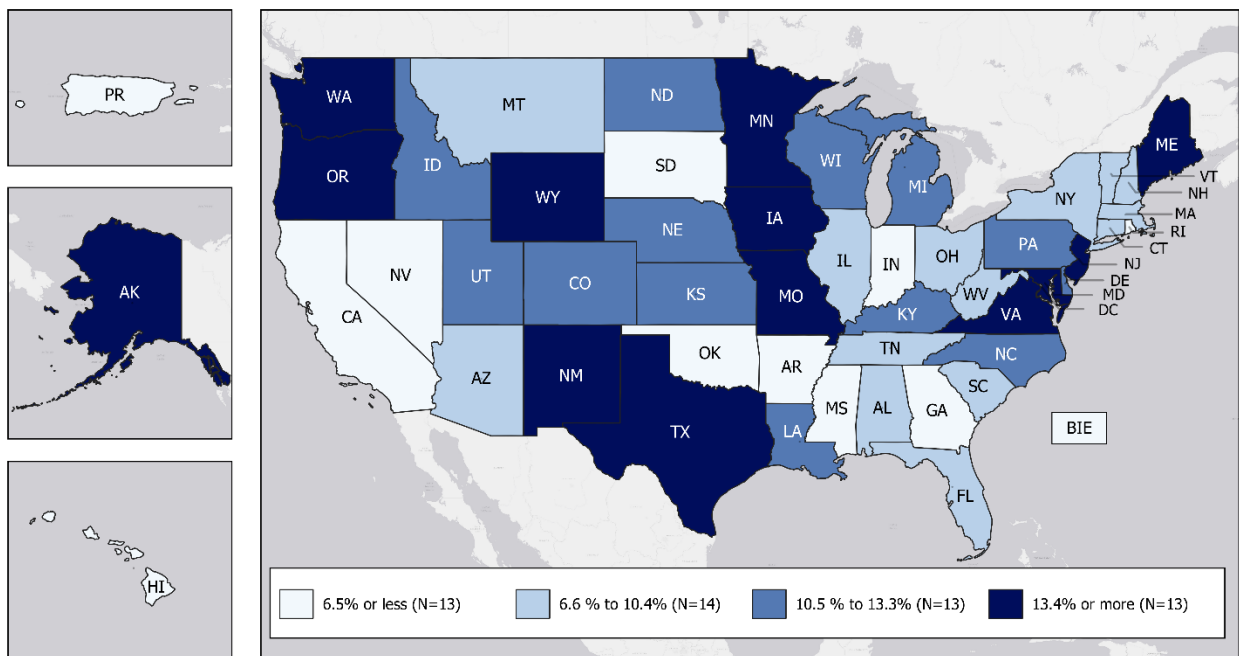 PR
AK
HI
WA
MT
ND
MN
ME
OR
ID
WY
SD
WI
MI
NY
VT
NH
MA
RI
CT
NV
UT
CO
NE
KS
IA
MO
IL
IN
OH
PA
NJ
DE
MD
DC
CA
AZ
NM
OK
AR
KY
WV
VA
TN
NC
SC
TX
LA
MS
AL
GA
FL
BIE
6.5% or less (N=13)
6.6 % to 10.4% (N=14)
10.5 % to 13.3% (N=13)
13.4% or more (N=13)